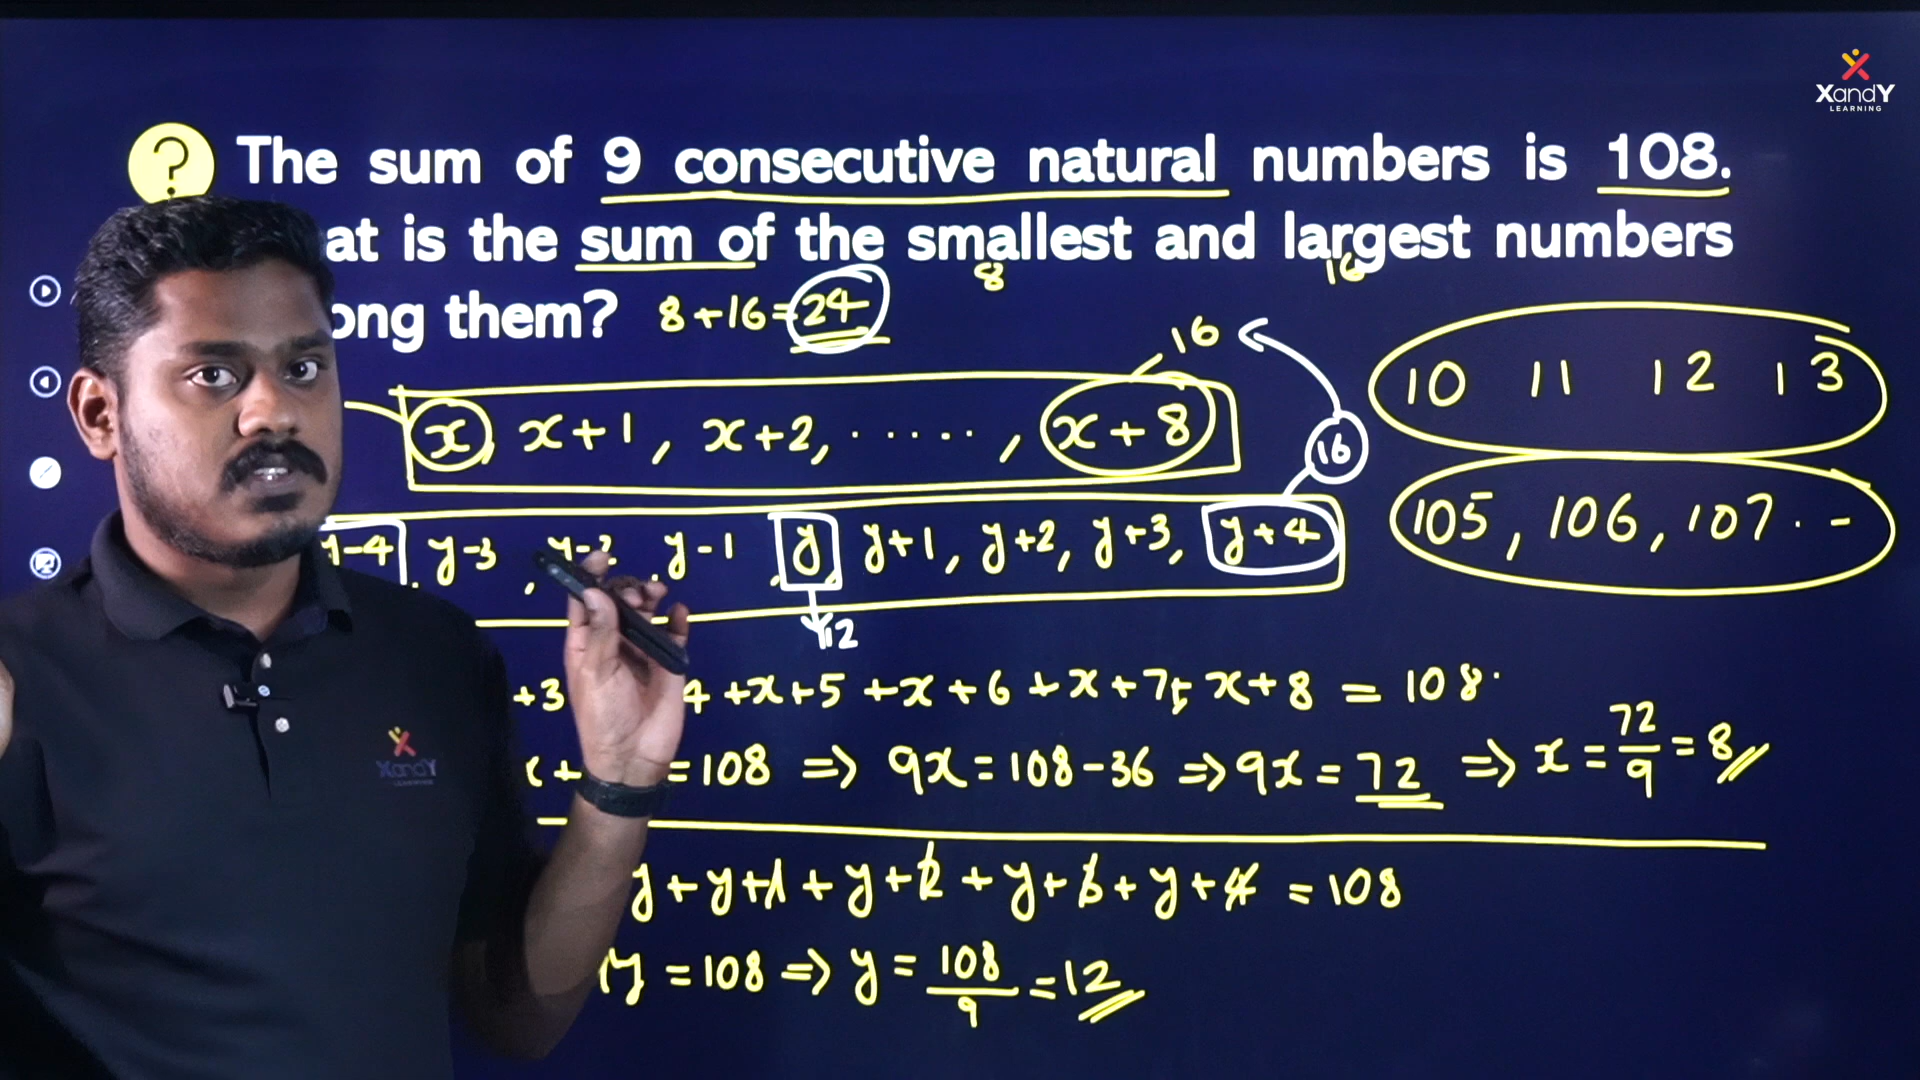 XandY
LEARNING
? The sum of 9 consecutive natural numbers is 108.
at is the sum of the smallest and largest numbers
8 16
ong them? 8+16=24
16
10 11 12 13
x, x+1, x+2, ....., x+8
16
105, 106, 107..-
y-4, y-3, y-2, y-1, y, y+1, y+2, y+3, y+4
12
+3 4 +x+5 +x+6 +x+7+x+8 = 108
x+ =108 ⇒ 9x=108-36 ⇒ 9x=72 ⇒ x=72/9=8
y+y+1+y+2+y+3+y+4 =108
y =108 ⇒ y=108/9=12
XandY
LEARNING